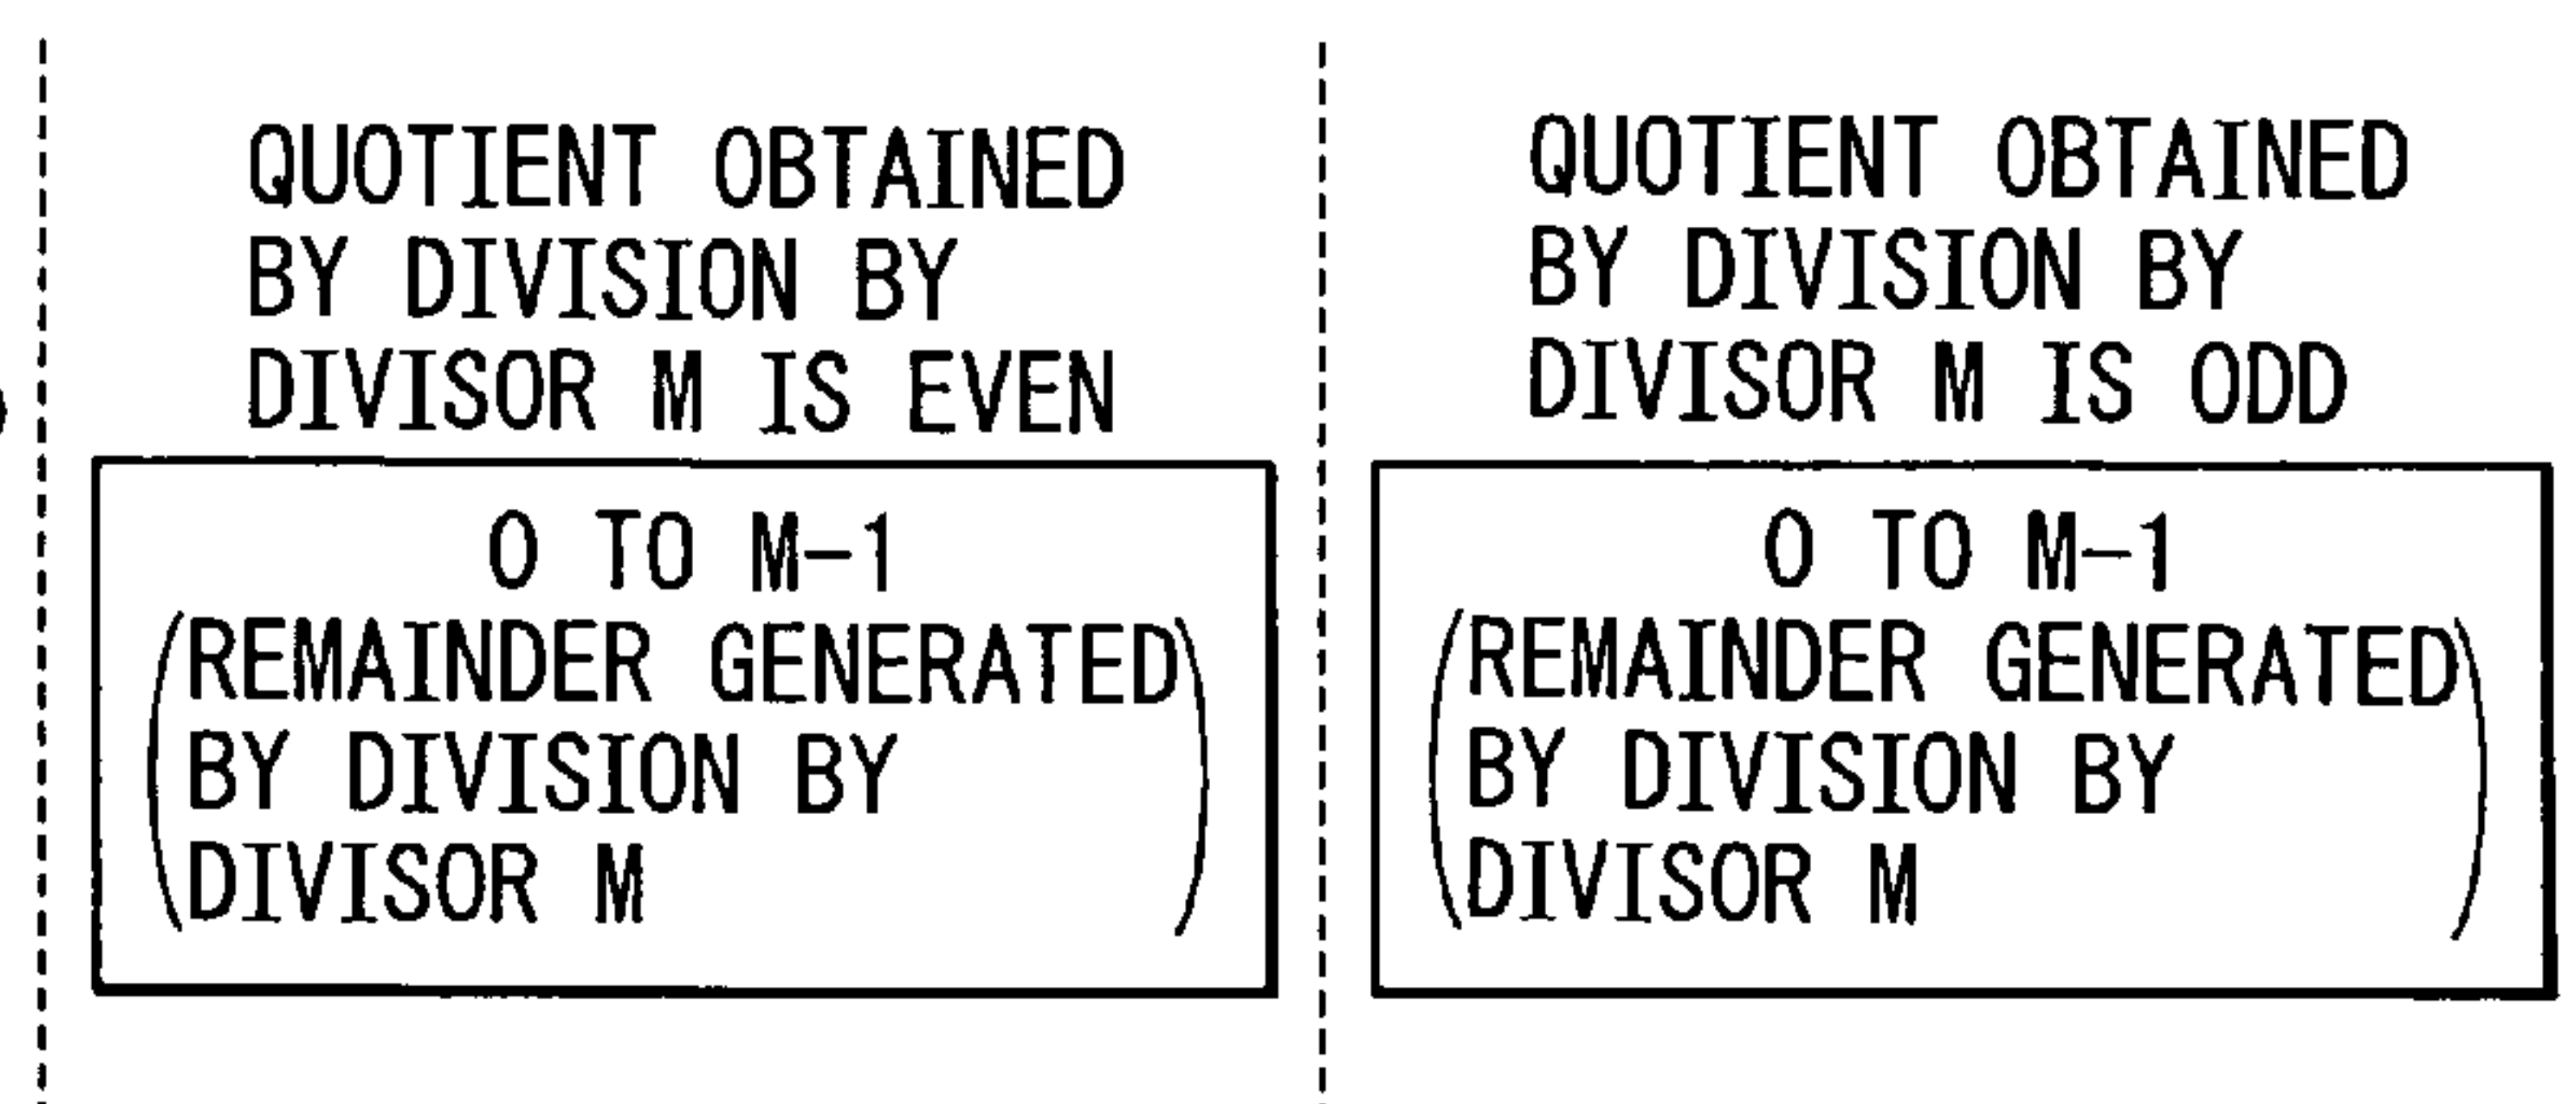 QUOTIENT OBTAINED
BY DIVISION BY
DIVISOR M IS EVEN
0 TO M-1
(REMAINDER GENERATED
BY DIVISION BY
DIVISOR M)
QUOTIENT OBTAINED
BY DIVISION BY
DIVISOR M IS ODD
0 TO M-1
(REMAINDER GENERATED
BY DIVISION BY
DIVISOR M)